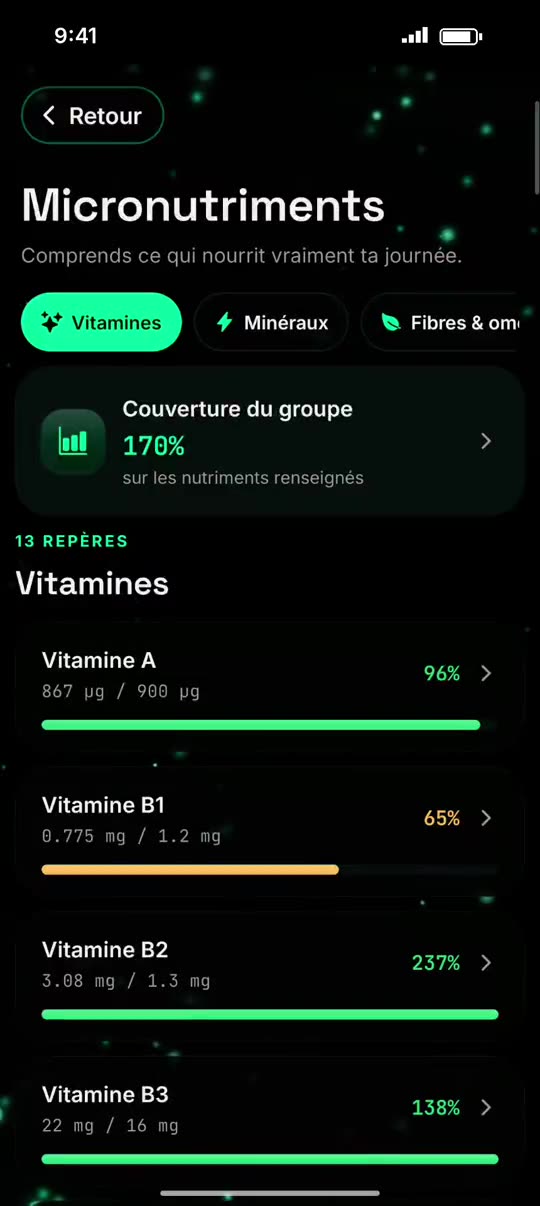 9:41
Retour
Micronutriments
Comprends ce qui nourrit vraiment ta journée.
Vitamines
Minéraux
Fibres & om
Couverture du groupe
170%
sur les nutriments renseignés
13 REPÈRES
Vitamines
Vitamine A
96%
867 µg / 900 µg
Vitamine B1
65%
0.775 mg / 1.2 mg
Vitamine B2
237%
3.08 mg / 1.3 mg
Vitamine B3
138%
22 mg / 16 mg